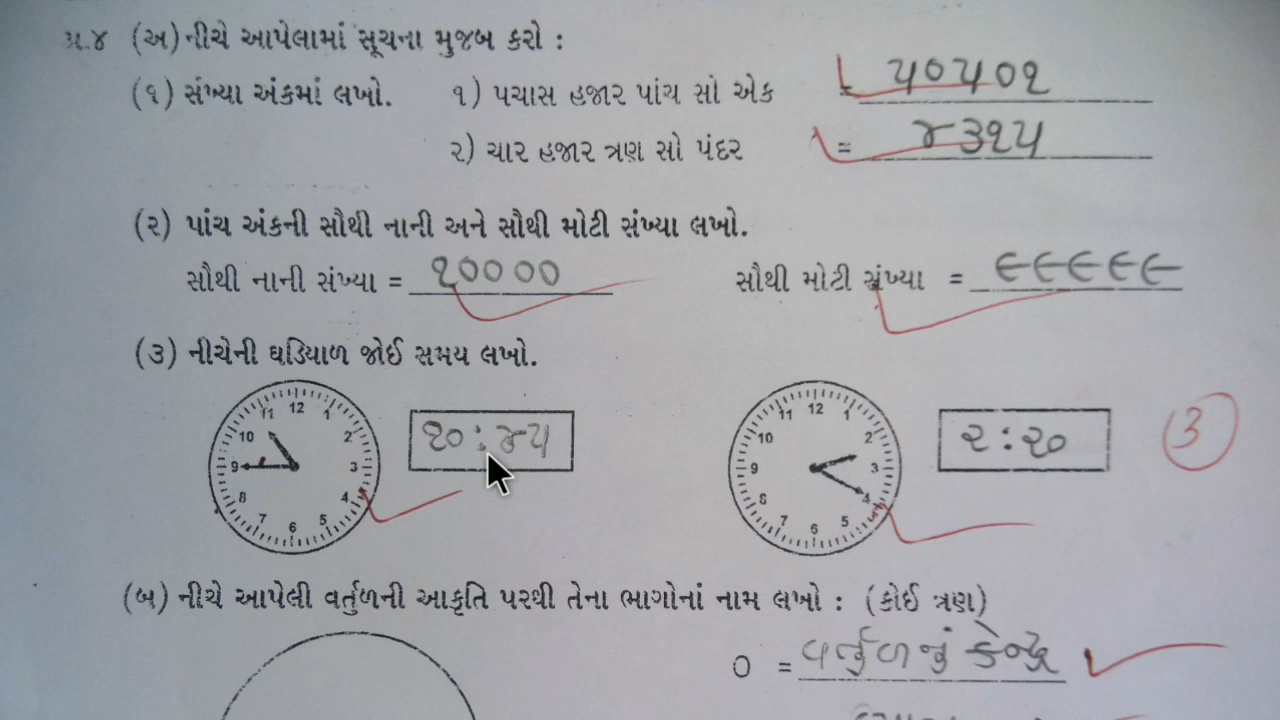 પ્ર.૪ (અ) નીચે આપેલામાં સૂચના મુજબ કરો :
(૧) સંખ્યા અંકમાં લખો. ૧) પચાસ હજાર પાંચ સો એક = ૫૦૫૦૧
૨) ચાર હજાર ત્રણ સો પંદર = ૪૩૧૫
(૨) પાંચ અંકની સૌથી નાની અને સૌથી મોટી સંખ્યા લખો.
સૌથી નાની સંખ્યા = ૧૦૦૦૦ સૌથી મોટી સંખ્યા = ૯૯૯૯૯
(૩) નીચેની ઘડિયાળ જોઈ સમય લખો.
12 1 2 3 4 5 6 7 8 9 10 11
૧૦:૪૫
12 1 2 3 4 5 6 7 8 9 10 11
૨:૨૦
3
(બ) નીચે આપેલી વર્તુળની આકૃતિ પરથી તેના ભાગોનાં નામ લખો : (કોઈ ત્રણ)
O = વર્તુળનું કેન્દ્ર